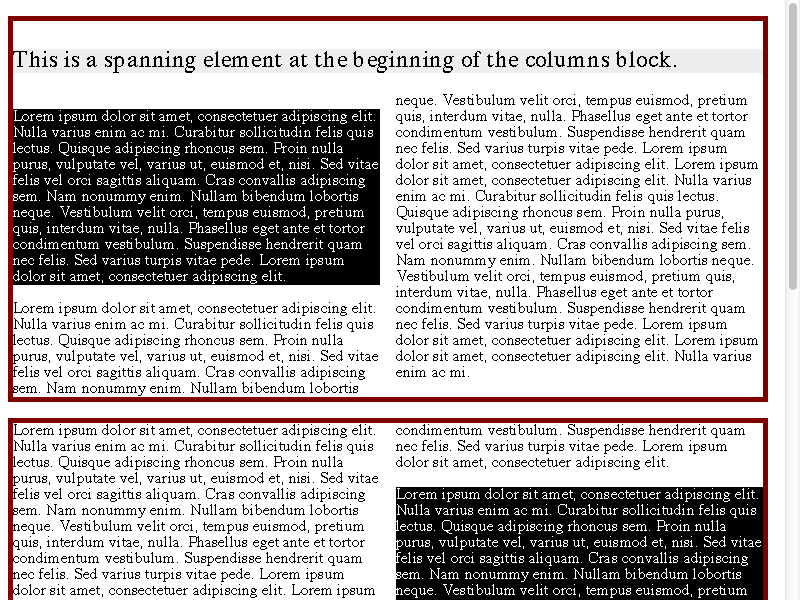 This is a spanning element at the beginning of the columns block.
Lorem ipsum dolor sit amet, consectetuer adipiscing elit.
Nulla varius enim ac mi. Curabitur sollicitudin felis quis
lectus. Quisque adipiscing rhoncus sem. Proin nulla
purus, vulputate vel, varius ut, euismod et, nisi. Sed vitae
felis vel orci sagittis aliquam. Cras convallis adipiscing
sem. Nam nonummy enim. Nullam bibendum lobortis
neque. Vestibulum velit orci, tempus euismod, pretium
quis, interdum vitae, nulla. Phasellus eget ante et tortor
condimentum vestibulum. Suspendisse hendrerit quam
nec felis. Sed varius turpis vitae pede. Lorem ipsum
dolor sit amet, consectetuer adipiscing elit.
Lorem ipsum dolor sit amet, consectetuer adipiscing elit.
Nulla varius enim ac mi. Curabitur sollicitudin felis quis
lectus. Quisque adipiscing rhoncus sem. Proin nulla
purus, vulputate vel, varius ut, euismod et, nisi. Sed vitae
felis vel orci sagittis aliquam. Cras convallis adipiscing
sem. Nam nonummy enim. Nullam bibendum lobortis
neque. Vestibulum velit orci, tempus euismod, pretium
quis, interdum vitae, nulla. Phasellus eget ante et tortor
condimentum vestibulum. Suspendisse hendrerit quam
nec felis. Sed varius turpis vitae pede. Lorem ipsum
dolor sit amet, consectetuer adipiscing elit. Lorem ipsum
dolor sit amet, consectetuer adipiscing elit. Nulla varius
enim ac mi. Curabitur sollicitudin felis quis lectus.
Quisque adipiscing rhoncus sem. Proin nulla purus,
vulputate vel, varius ut, euismod et, nisi. Sed vitae felis
vel orci sagittis aliquam. Cras convallis adipiscing sem.
Nam nonummy enim. Nullam bibendum lobortis neque.
Vestibulum velit orci, tempus euismod, pretium quis,
interdum vitae, nulla. Phasellus eget ante et tortor
condimentum vestibulum. Suspendisse hendrerit quam
nec felis. Sed varius turpis vitae pede. Lorem ipsum
dolor sit amet, consectetuer adipiscing elit. Lorem ipsum
dolor sit amet, consectetuer adipiscing elit. Nulla varius
enim ac mi.
Lorem ipsum dolor sit amet, consectetuer adipiscing elit.
Nulla varius enim ac mi. Curabitur sollicitudin felis quis
lectus. Quisque adipiscing rhoncus sem. Proin nulla
purus, vulputate vel, varius ut, euismod et, nisi. Sed vitae
felis vel orci sagittis aliquam. Cras convallis adipiscing
sem. Nam nonummy enim. Nullam bibendum lobortis
neque. Vestibulum velit orci, tempus euismod, pretium
quis, interdum vitae, nulla. Phasellus eget ante et tortor
condimentum vestibulum. Suspendisse hendrerit quam
nec felis. Sed varius turpis vitae pede. Lorem ipsum
dolor sit amet, consectetuer adipiscing elit. Lorem ipsum
condimentum vestibulum. Suspendisse hendrerit quam
nec felis. Sed varius turpis vitae pede. Lorem ipsum
dolor sit amet, consectetuer adipiscing elit.
Lorem ipsum dolor sit amet, consectetuer adipiscing elit.
Nulla varius enim ac mi. Curabitur sollicitudin felis quis
lectus. Quisque adipiscing rhoncus sem. Proin nulla
purus, vulputate vel, varius ut, euismod et, nisi. Sed vitae
felis vel orci sagittis aliquam. Cras convallis adipiscing
sem. Nam nonummy enim. Nullam bibendum lobortis
neque. Vestibulum velit orci, tempus euismod, pretium